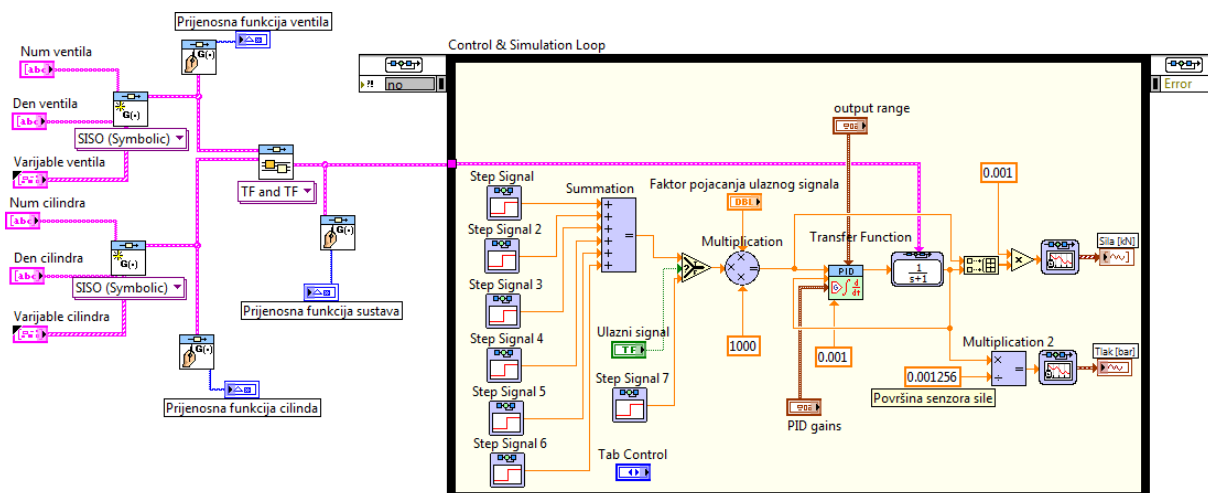 Prijenosna funkcija ventila
Num ventila
abc
G(•)
Den ventila
abc
G(•)
SISO (Symbolic)
Varijable ventila
Num cilindra
abc
TF and TF
Den cilindra
abc
G(•)
G(•)
SISO (Symbolic)
Varijable cilindra
Prijenosna funkcija sustava
G(•)
Prijenosna funkcija cilinda
Control & Simulation Loop
?!
no
Error
output range
Step Signal
Summation
+
+
+
+
+
+
=
Step Signal 2
Step Signal 3
Step Signal 4
Step Signal 5
Step Signal 6
Faktor pojacanja ulaznog signala
DBL
Multiplication
×
×
×
=
1000
?
Ulazni signal
TF
Step Signal 7
Tab Control
PID
d
dt
0.001
PID gains
Transfer Function
1
s+1
0.001
×
Sila [kN]
Multiplication 2
×
÷
=
0.001256
Površina senzora sile
Tlak [bar]